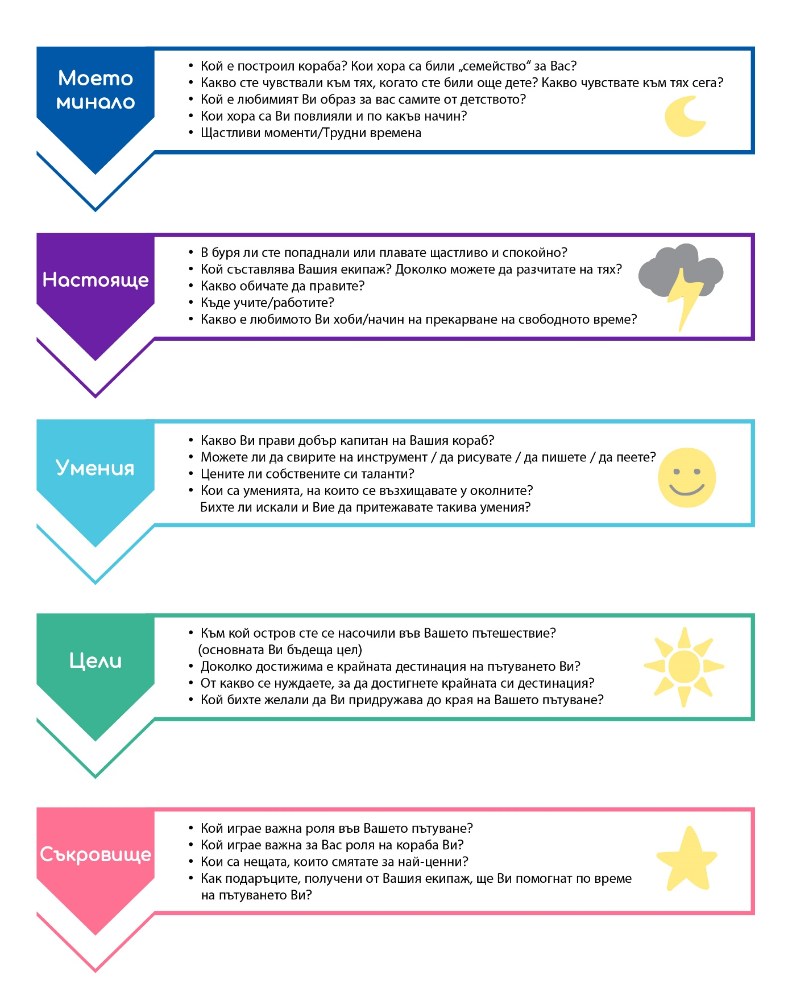 Моето
минало
• Кой е построил кораба? Кои хора са били „семейство“ за Вас?
• Какво сте чувствали към тях, когато сте били още дете? Какво чувствате към тях сега?
• Кой е любимият Ви образ за вас самите от детството?
• Кои хора са Ви повлияли и по какъв начин?
• Щастливи моменти/Трудни времена
Настояще
• В буря ли сте попаднали или плавате щастливо и спокойно?
• Кой съставлява Вашия екипаж? Доколко можете да разчитате на тях?
• Какво обичате да правите?
• Къде учите/работите?
• Какво е любимото Ви хоби/начин на прекарване на свободното време?
Умения
• Какво Ви прави добър капитан на Вашия кораб?
• Можете ли да свирите на инструмент / да рисувате / да пишете / да пеете?
• Цените ли собствените си таланти?
• Кои са уменията, на които се възхищавате у околните?
Бихте ли искали и Вие да притежавате такива умения?
Цели
• Към кой остров сте се насочили във Вашето пътешествие?
(основната Ви бъдеща цел)
• Доколко достижима е крайната дестинация на пътуването Ви?
• От какво се нуждаете, за да достигнете крайната си дестинация?
• Кой бихте желали да Ви придружава до края на Вашето пътуване?
Съкровище
• Кой играе важна роля във Вашето пътуване?
• Кой играе важна за Вас роля на кораба Ви?
• Кои са нещата, които смятате за най-ценни?
• Как подаръците, получени от Вашия екипаж, ще Ви помогнат по време
на пътуването Ви?